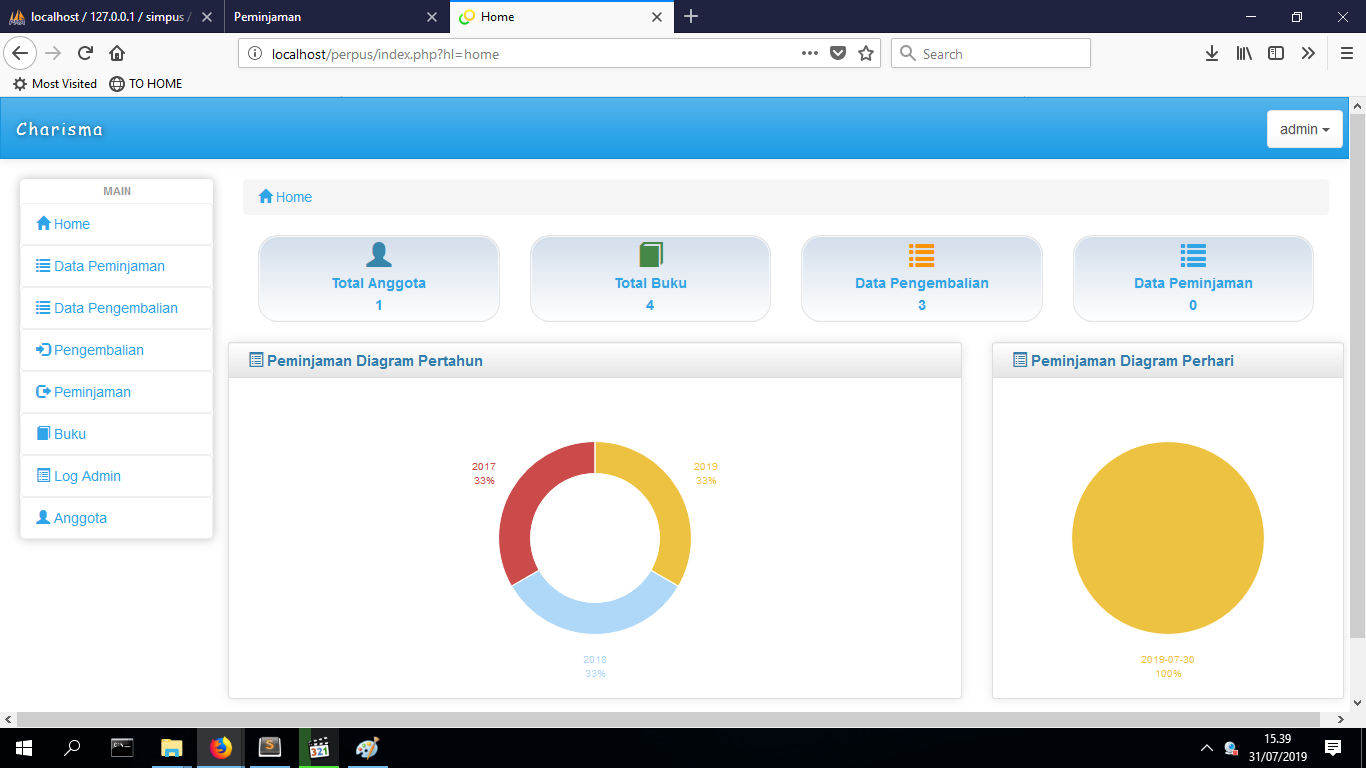 localhost / 127.0.0.1 / simpus /
Peminjaman
Home
localhost/perpus/index.php?hl=home
Search
Most Visited
TO HOME
Charisma
admin
MAIN
Home
Data Peminjaman
Data Pengembalian
Pengembalian
Peminjaman
Buku
Log Admin
Anggota
Home
Total Anggota
1
Total Buku
4
Data Pengembalian
3
Data Peminjaman
0
Peminjaman Diagram Pertahun
2017
33%
2019
33%
2018
33%
Peminjaman Diagram Perhari
2019-07-30
100%
321
15.39
31/07/2019